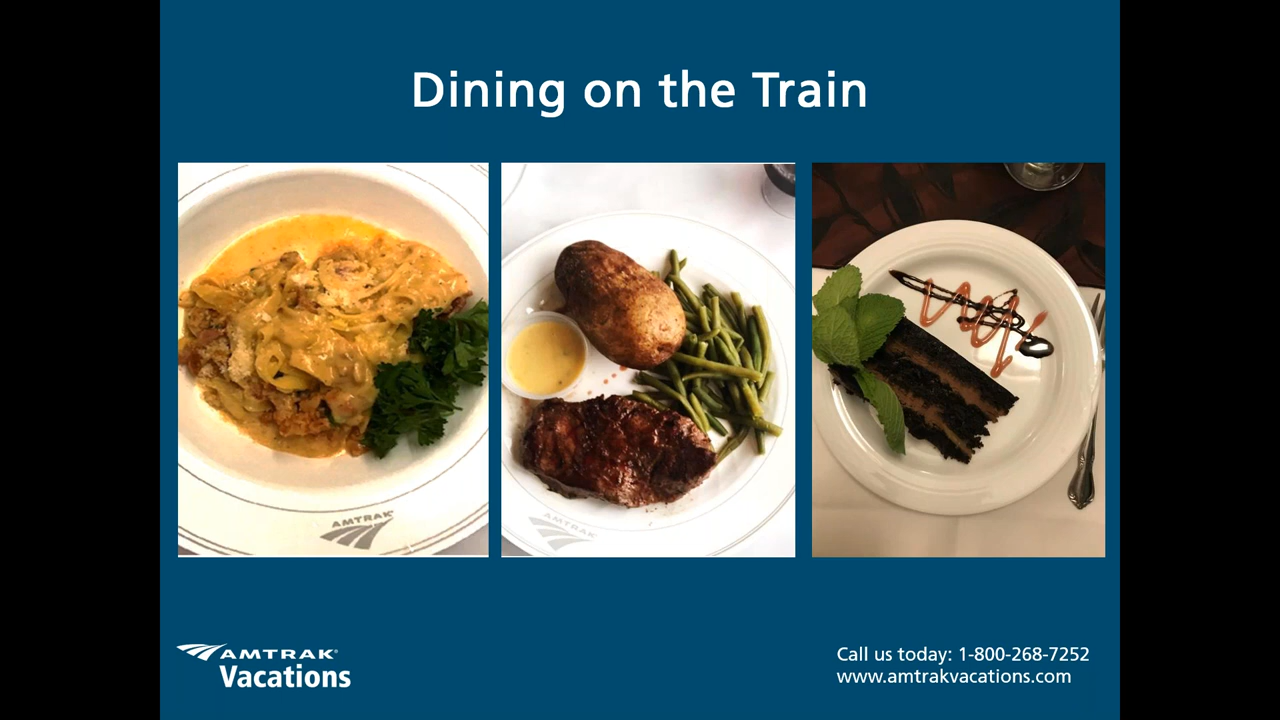 Dining on the Train
AMTRAK
AMTRAK
AMTRAK®
Vacations
Call us today: 1-800-268-7252
www.amtrakvacations.com